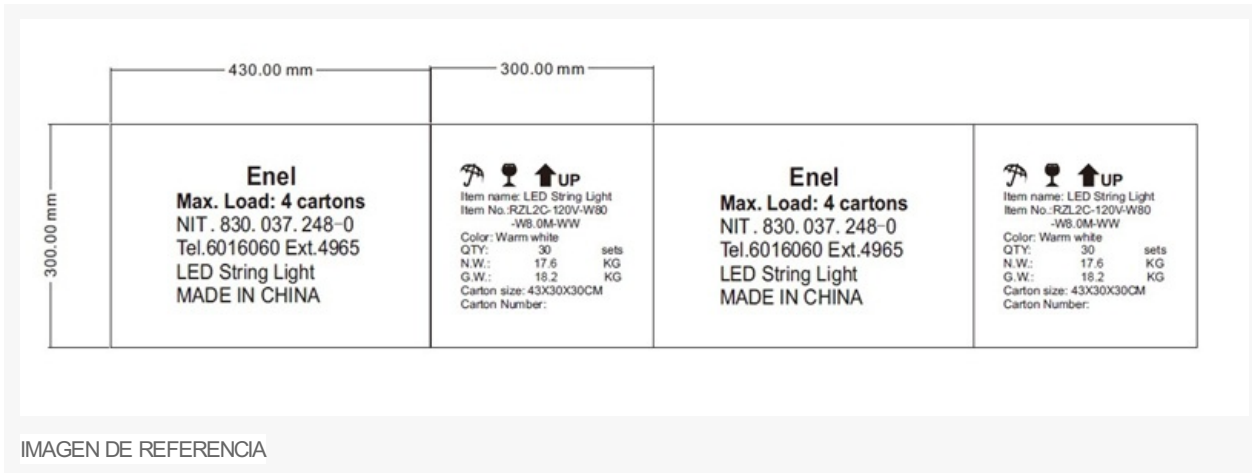 430.00 mm
300.00 mm
300.00 mm
Enel
Max. Load: 4 cartons
NIT. 830. 037. 248-0
Tel.6016060 Ext.4965
LED String Light
MADE IN CHINA
UP
Item name: LED String Light
Item No.:RZL2C-120V-W80
-W8.0M-WW
Color: Warm white
QTY: 30 sets
N.W.: 17.6 KG
G.W.: 18.2 KG
Carton size: 43X30X30CM
Carton Number:
Enel
Max. Load: 4 cartons
NIT. 830. 037. 248-0
Tel.6016060 Ext.4965
LED String Light
MADE IN CHINA
UP
Item name: LED String Light
Item No.:RZL2C-120V-W80
-W8.0M-WW
Color: Warm white
QTY: 30 sets
N.W.: 17.6 KG
G.W.: 18.2 KG
Carton size: 43X30X30CM
Carton Number:
IMAGEN DE REFERENCIA